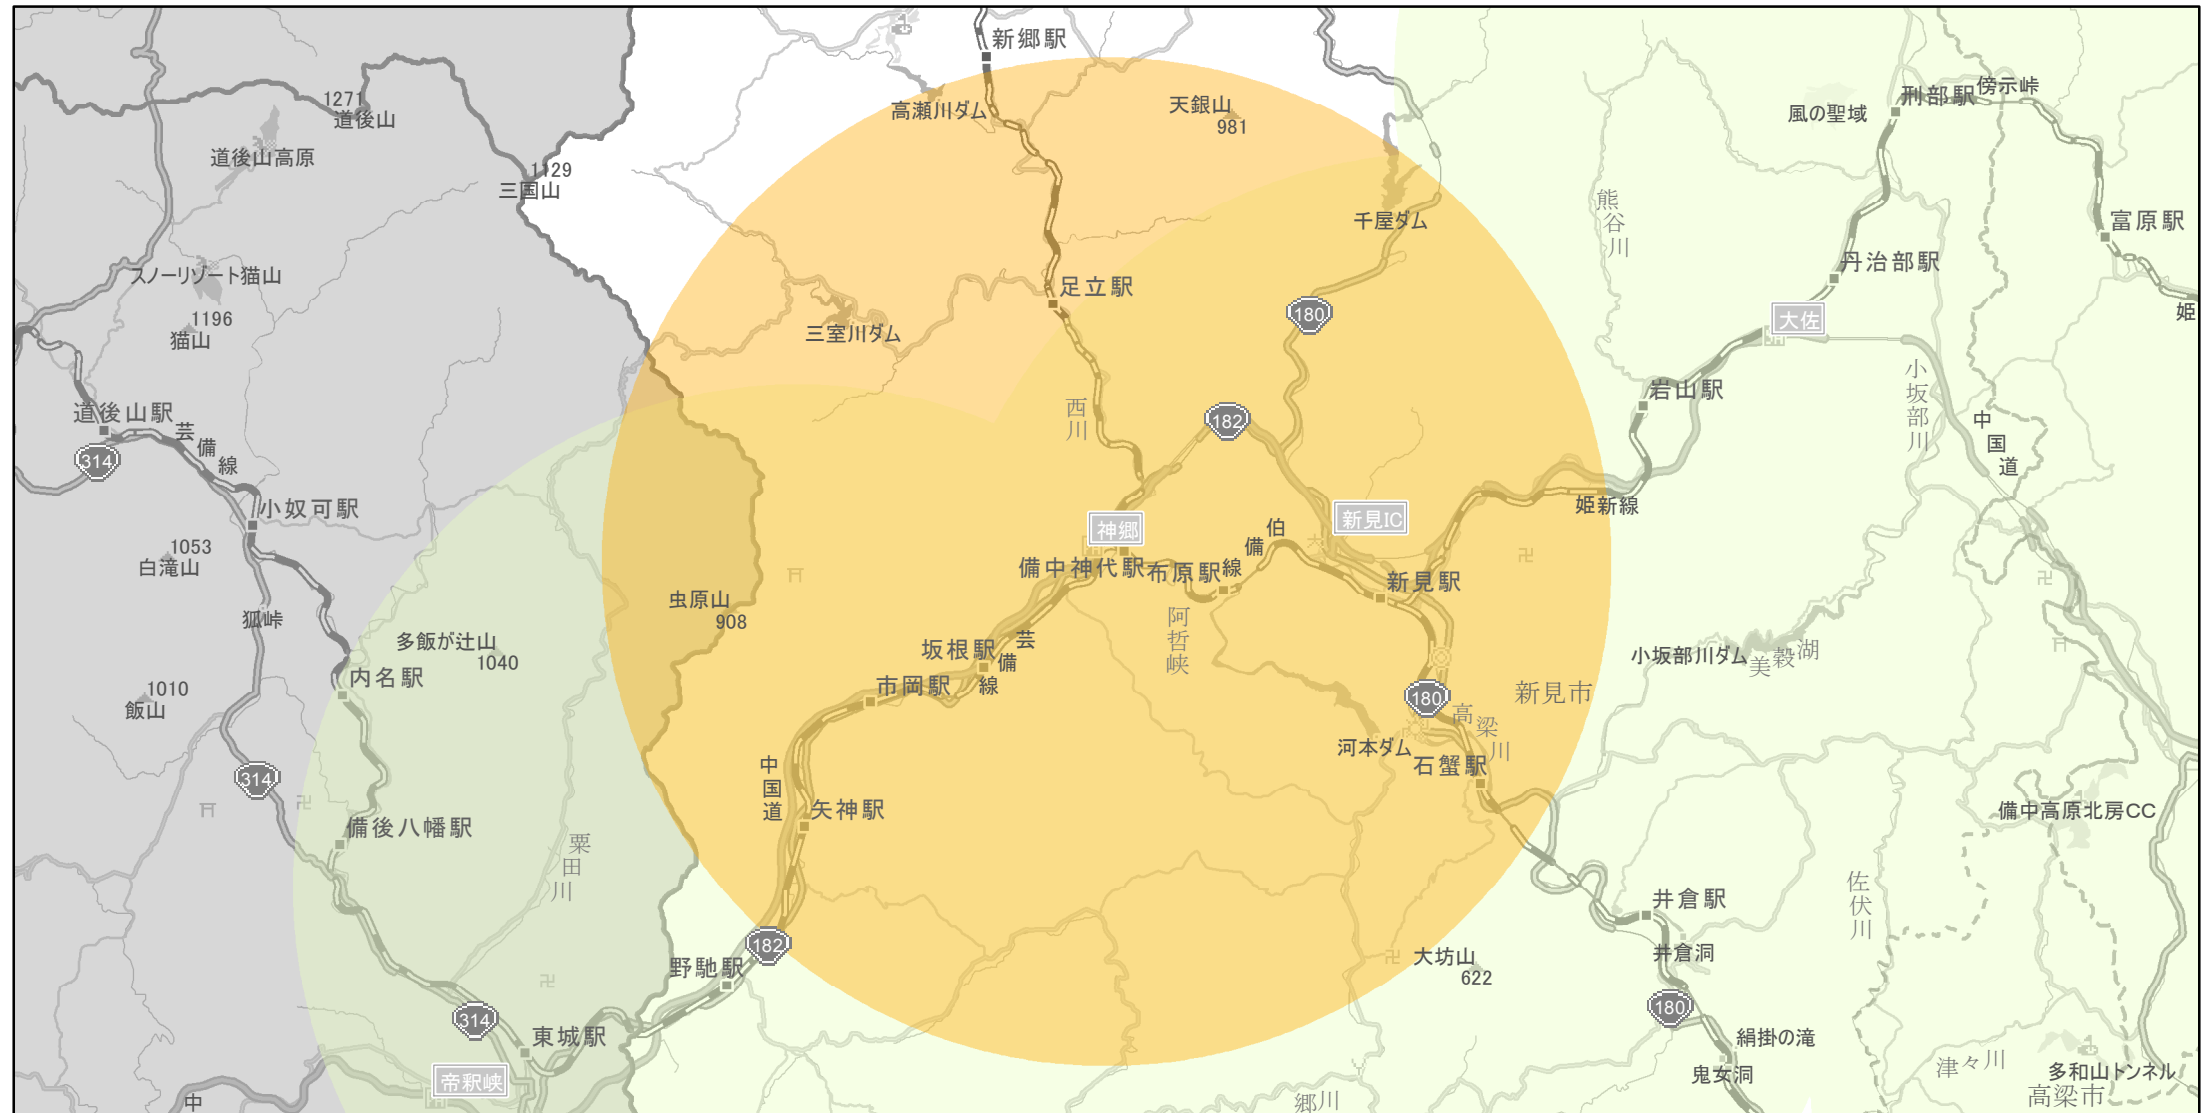 新郷駅
高瀬川ダム
天銀山
981
1271
道後山
道後山高原
1129
三国山
傍示峠
刑部駅
風の聖域
熊谷川
千屋ダム
富原駅
丹治部駅
スノーリゾート猫山
1196
猫山
足立駅
三室川ダム
180
大佐
姫
小坂部川
岩山駅
道後山駅
314
芸備線
西川
182
中国道
小奴可駅
新見IC
姫新線
神郷
伯備線
1053
白滝山
備中神代駅
布原駅
新見駅
狐峠
虫原山
908
阿哲峡
多飯が辻山
1040
坂根駅
芸備線
小坂部川ダム
美穀湖
内名駅
市岡駅
1010
飯山
180
新見市
高梁川
河本ダム
石蟹駅
314
中国道
矢神駅
備後八幡駅
粟田川
備中高原北房CC
佐伏川
井倉駅
井倉洞
182
野馳駅
大坊山
622
180
314
東城駅
絹掛の滝
鬼女洞
津々川
多和山トンネル
高梁市
帝釈峡
中
郷川